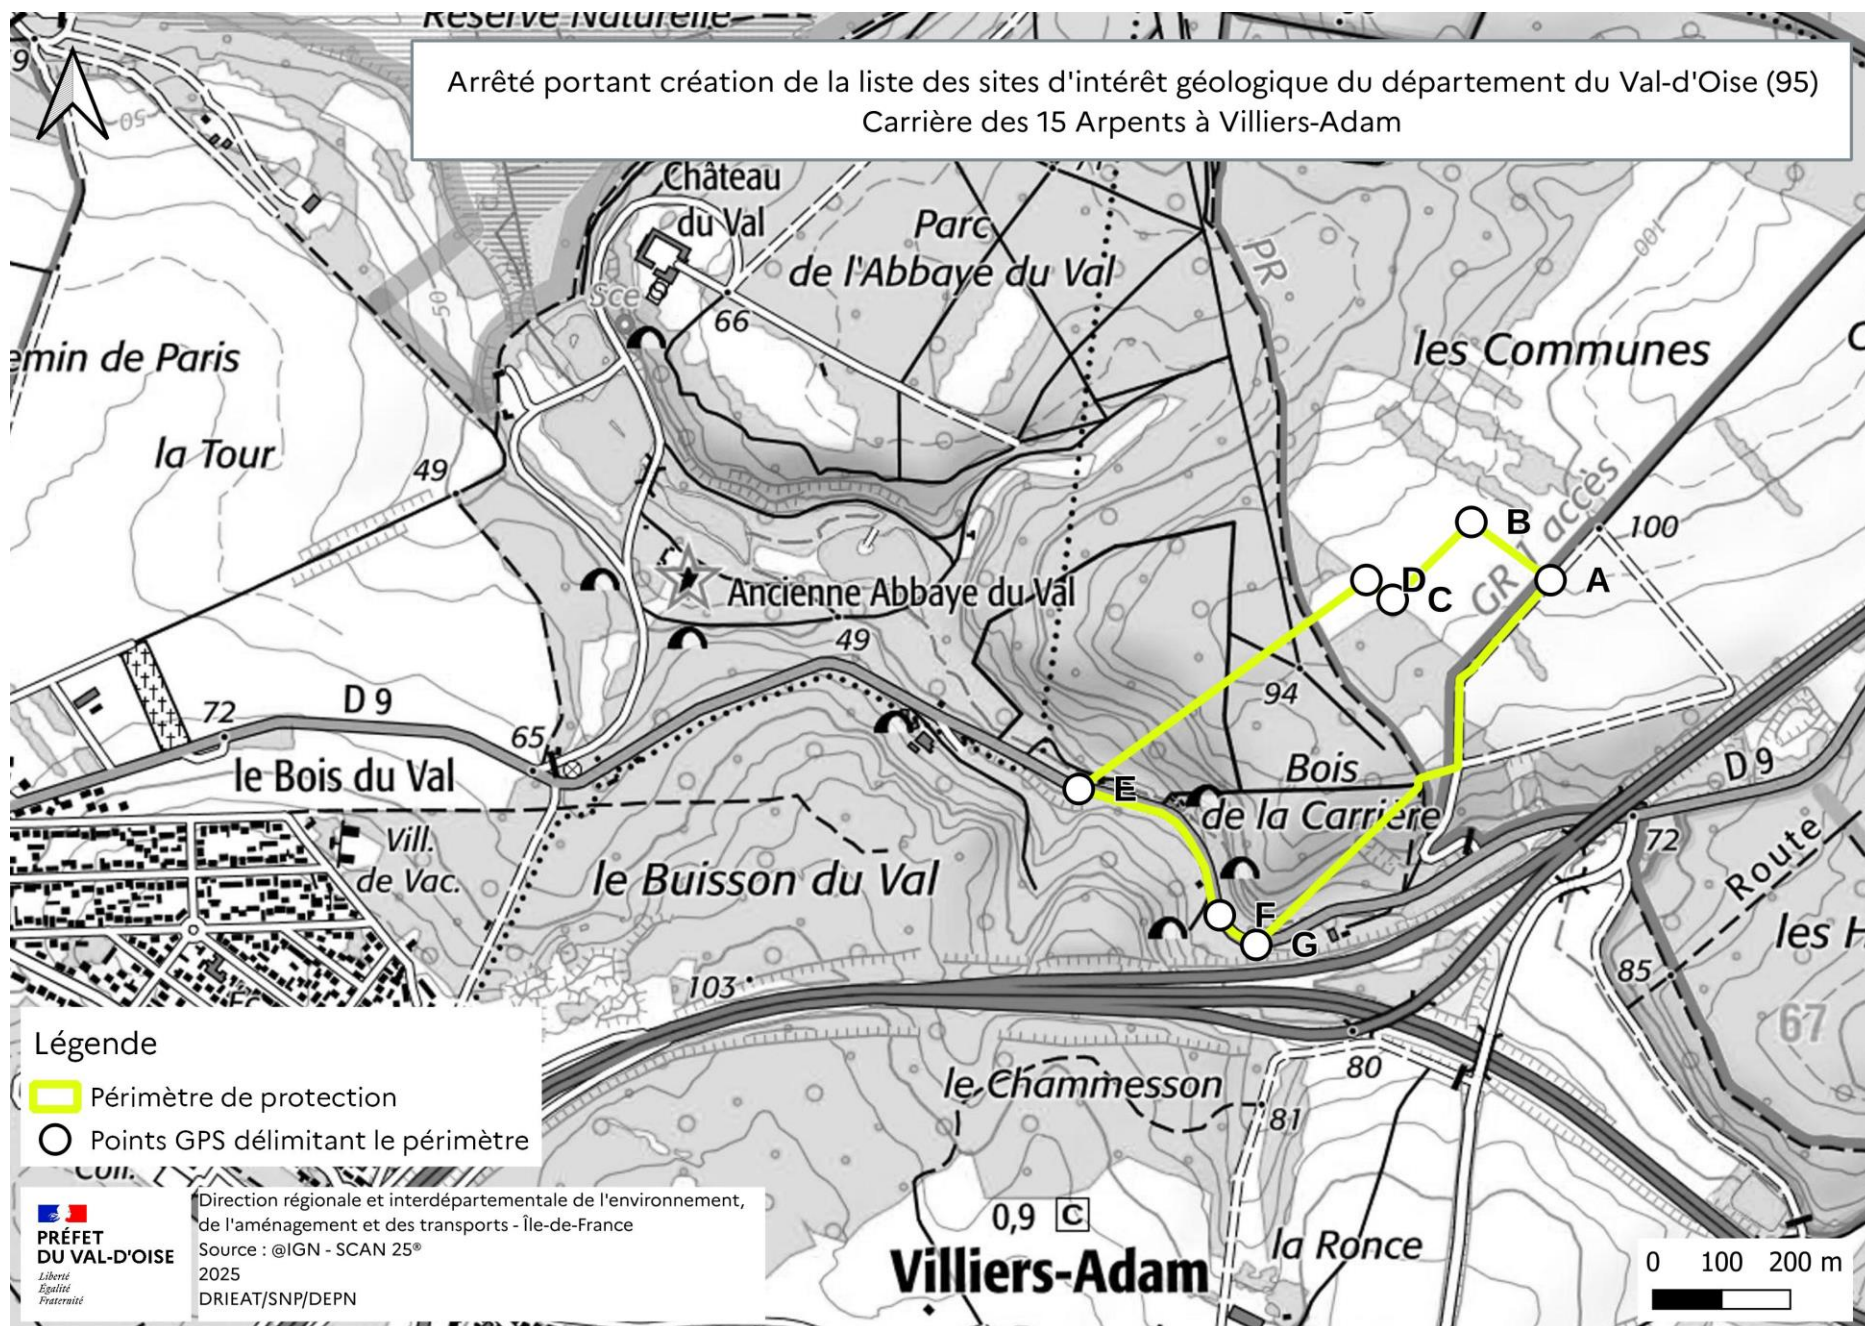 Réserve Naturelle
9
Arrêté portant création de la liste des sites d'intérêt géologique du département du Val-d'Oise (95)
Carrière des 15 Arpents à Villiers-Adam
50
Château
du Val
Parc
de l'Abbaye du Val
PR
100
Sce
50
66
les Communes
emin de Paris
la Tour
49
GR 1 accès
100
B
A
D
C
Ancienne Abbaye du Val
49
94
72
D 9
65
le Bois du Val
E
Bois
de la Carrière
D 9
72
Vill.
de Vac.
le Buisson du Val
Route
F
G
les H
103
85
67
Légende
Périmètre de protection
Points GPS délimitant le périmètre
le Chammesson
80
81
Coll.
PRÉFET
DU VAL-D'OISE
Liberté
Égalité
Fraternité
Direction régionale et interdépartementale de l'environnement,
de l'aménagement et des transports - Île-de-France
Source : @IGN - SCAN 25®
2025
DRIEAT/SNP/DEPN
0,9 C
Villiers-Adam
la Ronce
0 100 200 m